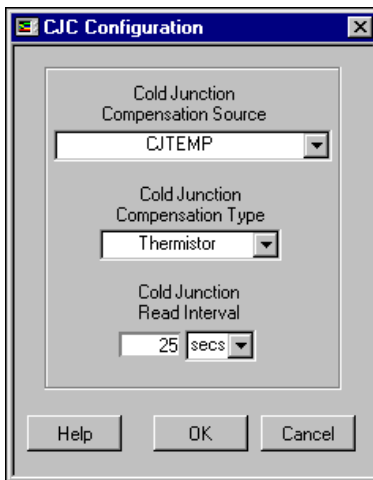 CJC Configuration
Cold Junction
Compensation Source
CJTEMP
Cold Junction
Compensation Type
Thermistor
Cold Junction
Read Interval
25 secs
Help OK Cancel